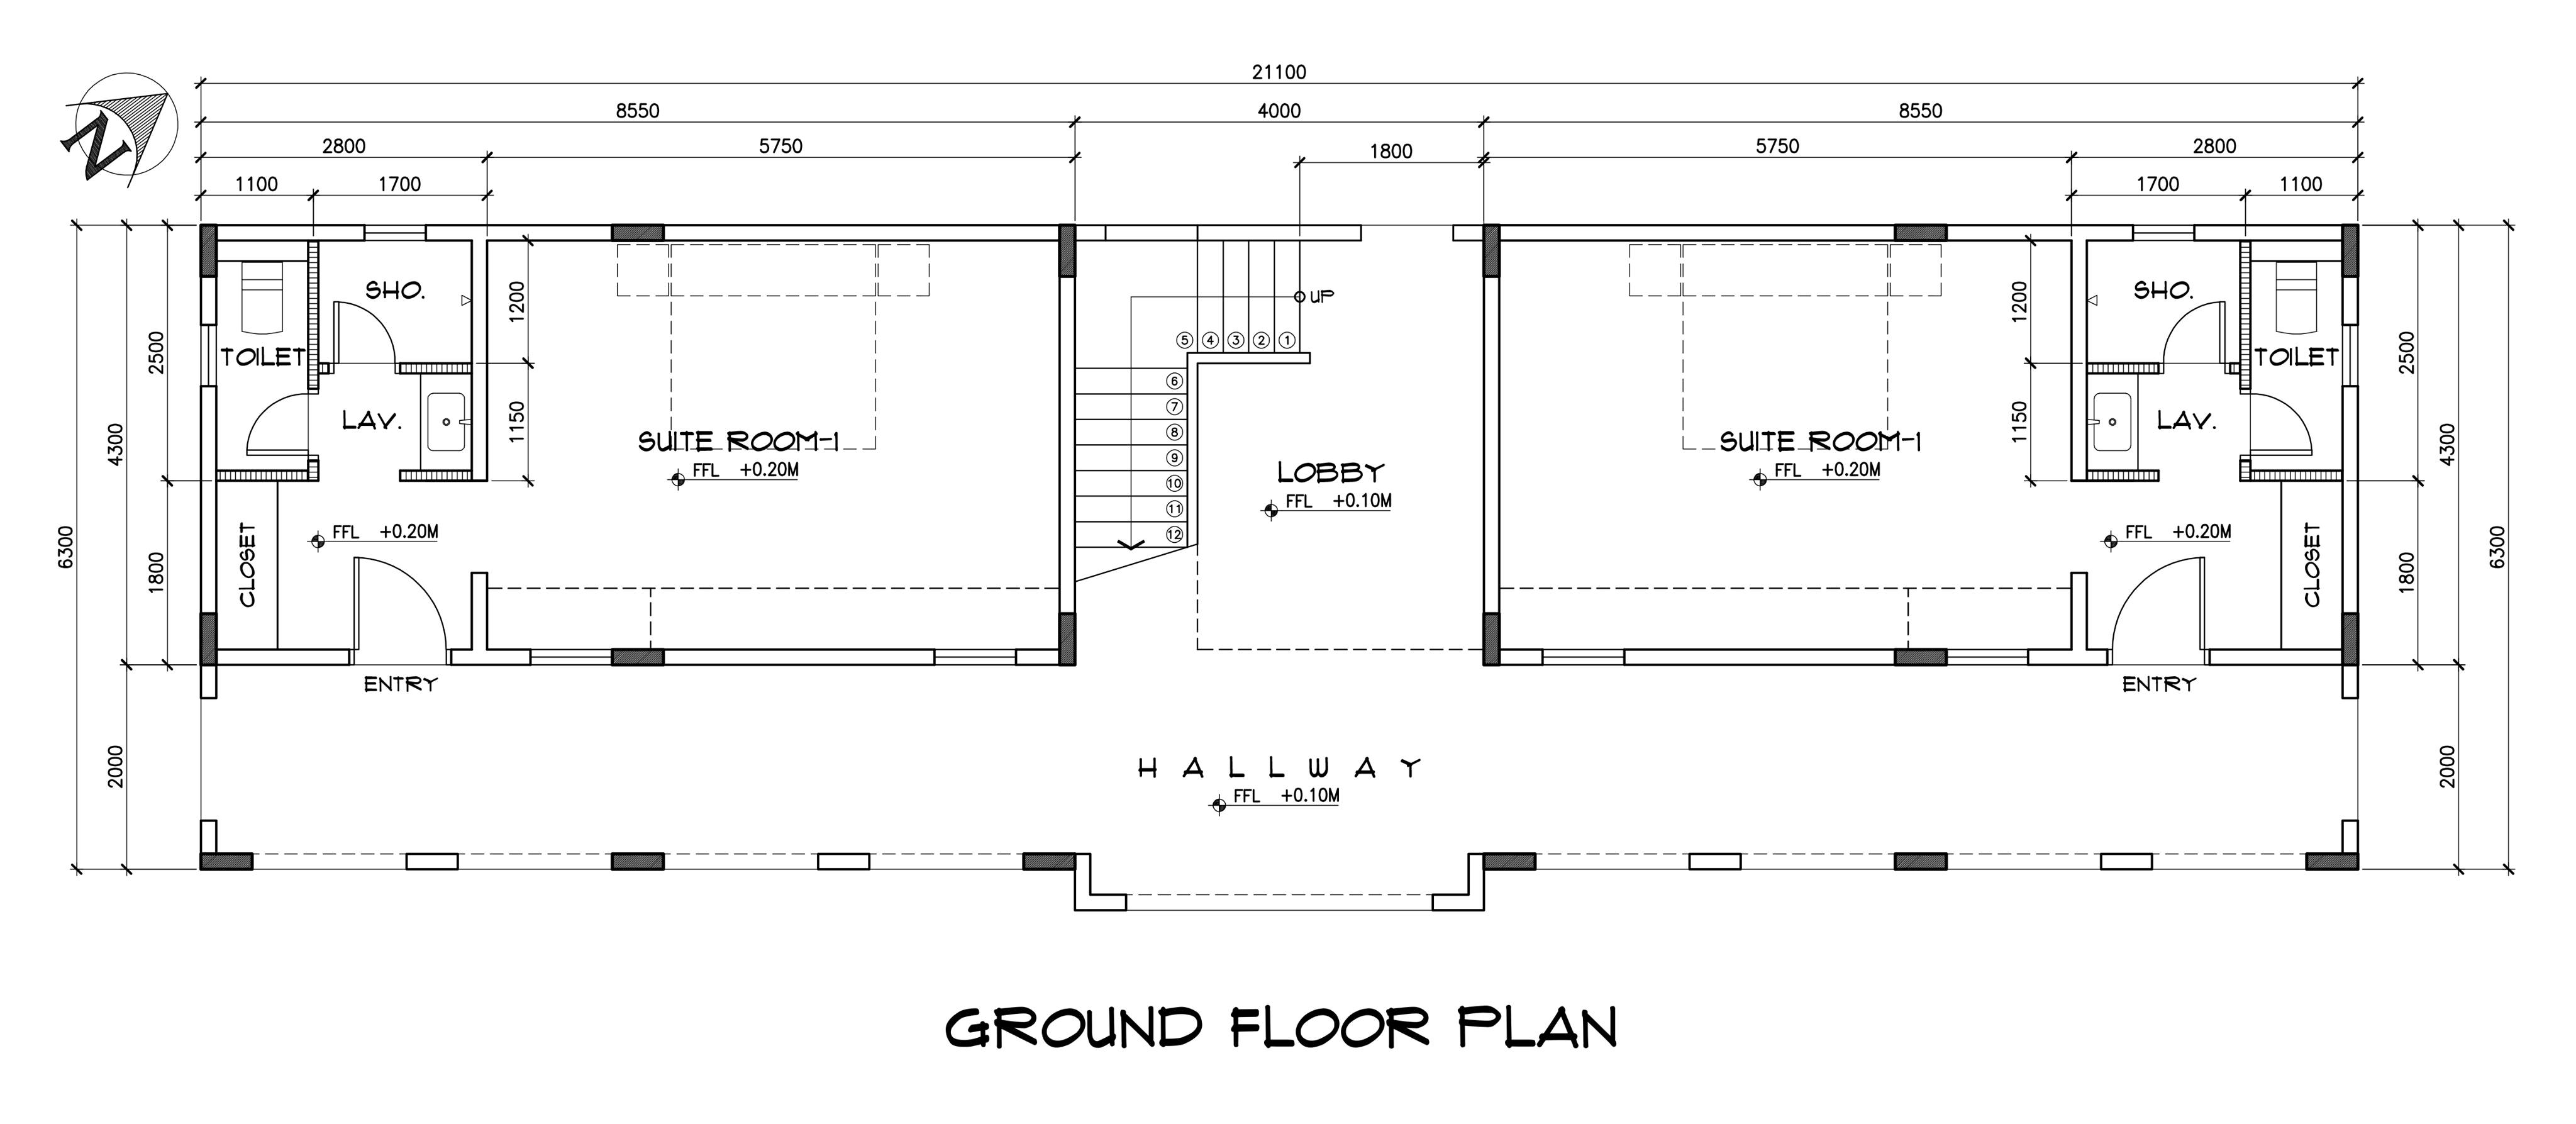 21100
8550 4000 8550
2800 5750 1800 5750 2800
1100 1700 1700 1100
N
SHO. SHO.
UP
1200 1200
5 4 3 2 1
2500 TOILET TOILET 2500
6
7
LAV. LAV.
1150 1150
8
4300 4300
SUITE ROOM-1 SUITE ROOM-1
9
FFL +0.20M FFL +0.20M
LOBBY
10
FFL +0.10M
11
12
FFL +0.20M FFL +0.20M
6300 6300
CLOSET CLOSET
1800 1800
ENTRY ENTRY
2000 2000
HALLWAY
FFL +0.10M
GROUND FLOOR PLAN